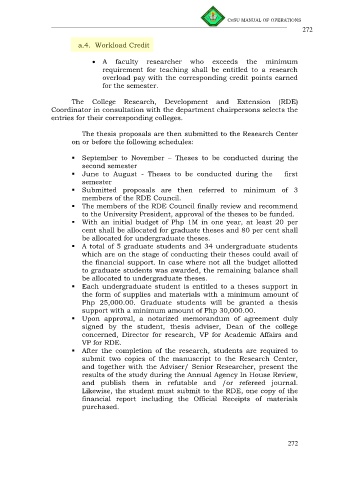 CvSU MANUAL OF OPERATIONS
272
a.4. Workload Credit
• A faculty researcher who exceeds the minimum
requirement for teaching shall be entitled to a research
overload pay with the corresponding credit points earned
for the semester.
The College Research, Development and Extension (RDE)
Coordinator in consultation with the department chairpersons selects the
entries for their corresponding colleges.
The thesis proposals are then submitted to the Research Center
on or before the following schedules:
▪ September to November - Theses to be conducted during the
second semester
▪ June to August - Theses to be conducted during the first
semester
▪ Submitted proposals are then referred to minimum of 3
members of the RDE Council.
▪ The members of the RDE Council finally review and recommend
to the University President, approval of the theses to be funded.
▪ With an initial budget of Php 1M in one year, at least 20 per
cent shall be allocated for graduate theses and 80 per cent shall
be allocated for undergraduate theses.
▪ A total of 5 graduate students and 34 undergraduate students
which are on the stage of conducting their theses could avail of
the financial support. In case where not all the budget allotted
to graduate students was awarded, the remaining balance shall
be allocated to undergraduate theses.
▪ Each undergraduate student is entitled to a theses support in
the form of supplies and materials with a minimum amount of
Php 25,000.00. Graduate students will be granted a thesis
support with a minimum amount of Php 30,000.00.
▪ Upon approval, a notarized memorandum of agreement duly
signed by the student, thesis adviser, Dean of the college
concerned, Director for research, VP for Academic Affairs and
VP for RDE.
▪ After the completion of the research, students are required to
submit two copies of the manuscript to the Research Center,
and together with the Adviser/ Senior Researcher, present the
results of the study during the Annual Agency In House Review,
and publish them in refutable and /or refereed journal.
Likewise, the student must submit to the RDE, one copy of the
financial report including the Official Receipts of materials
purchased.
272